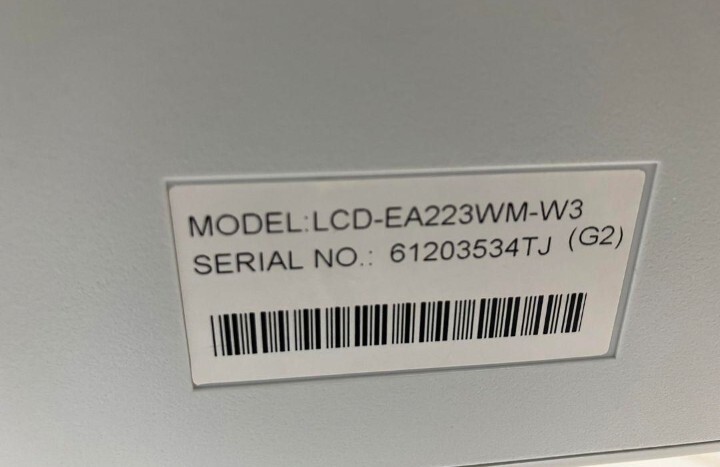 MODEL:LCD-EA223WM-W3
SERIAL NO.: 61203534TJ (G2)